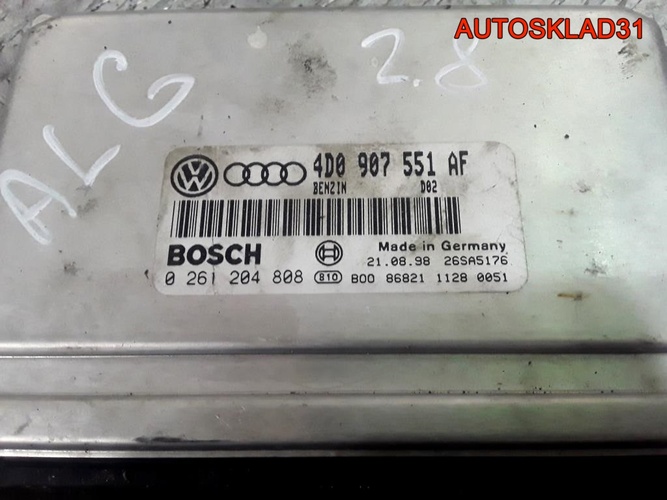 AUTOSKLAD31
ALG
2.8
VW
4D0 907 551 AF
BENZIN D02
BOSCH
Made in Germany
21.08.98 26SA5176
0 261 204 808 810 B00 86821 1128 0051